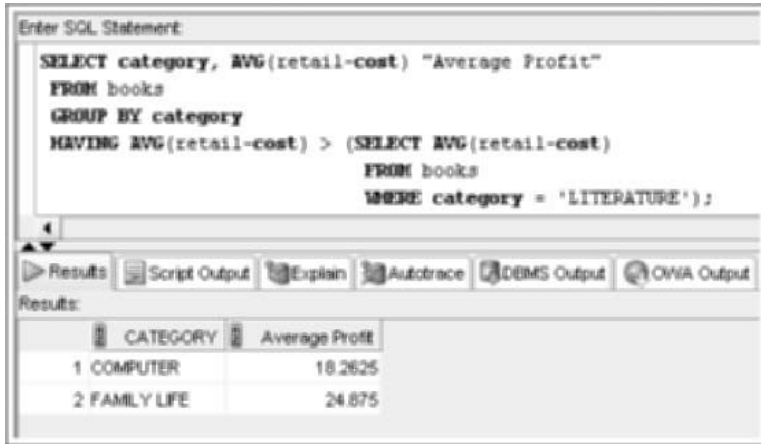 Enter SQL Statement:
SELECT category, AVG(retail-cost) "Average Profit"
FROM books
GROUP BY category
HAVING AVG(retail-cost) > (SELECT AVG(retail-cost)
FROM books
WHERE category = 'LITERATURE');
Results Script Output Explain Autotrace DBMS Output OWA Output
Results:
CATEGORY Average Profit
1 COMPUTER 18.2625
2 FAMILY LIFE 24.875